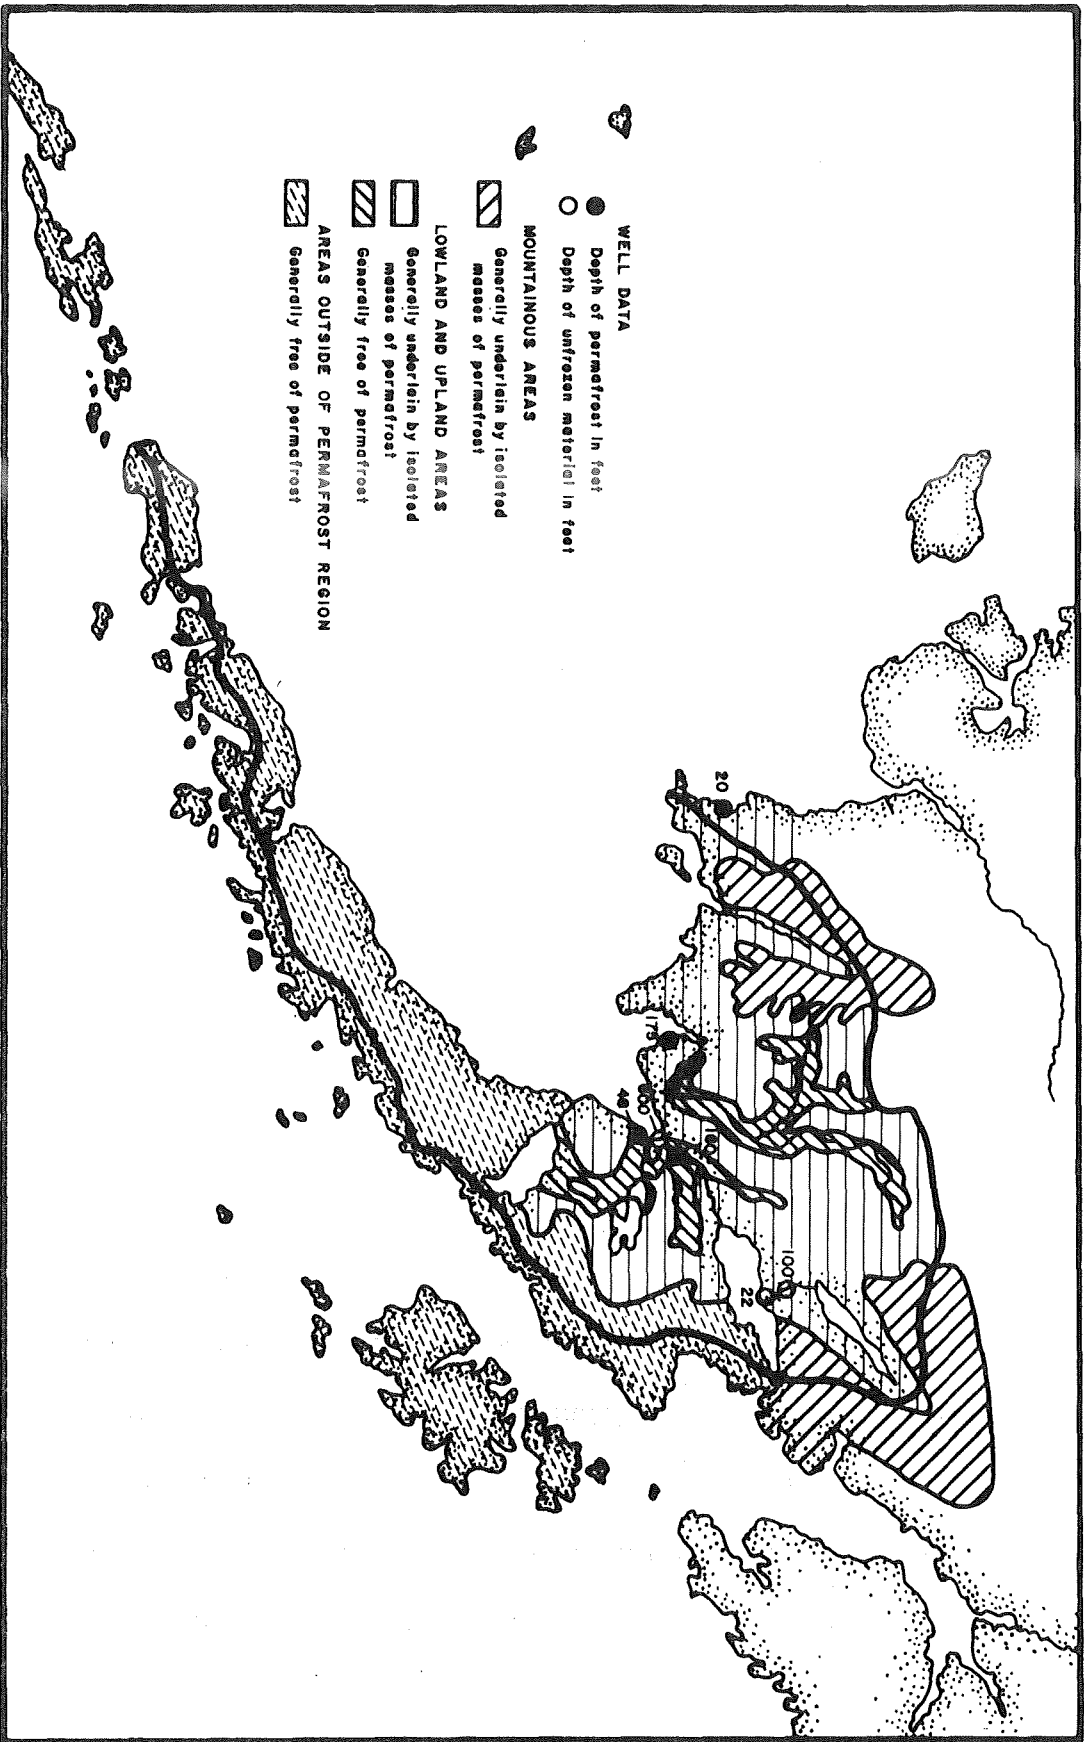 WELL DATA
Depth of permafrost in feet
Depth of unfrozen material in feet
MOUNTAINOUS AREAS
Generally underlain by isolated
masses of permafrost
LOWLAND AND UPLAND AREAS
Generally underlain by isolated
masses of permafrost
Generally free of permafrost
AREAS OUTSIDE OF PERMAFROST REGION
Generally free of permafrost
20
175
46
1000
22